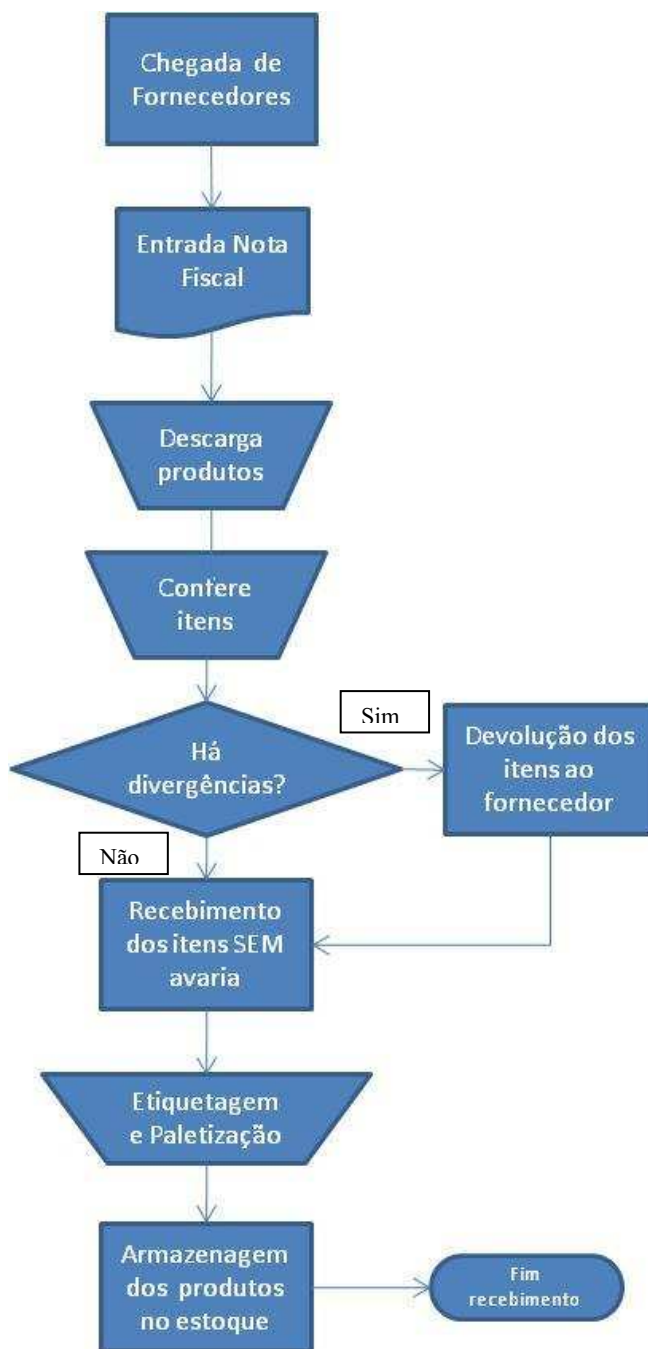 Chegada de
Fornecedores
Entrada Nota
Fiscal
Descarga
produtos
Confere
itens
Há
divergências?
Sim
Devolução dos
itens ao
fornecedor
Não
Recebimento
dos itens SEM
avaria
Etiquetagem
e Paletização
Armazenagem
dos produtos
no estoque
Fim
recebimento